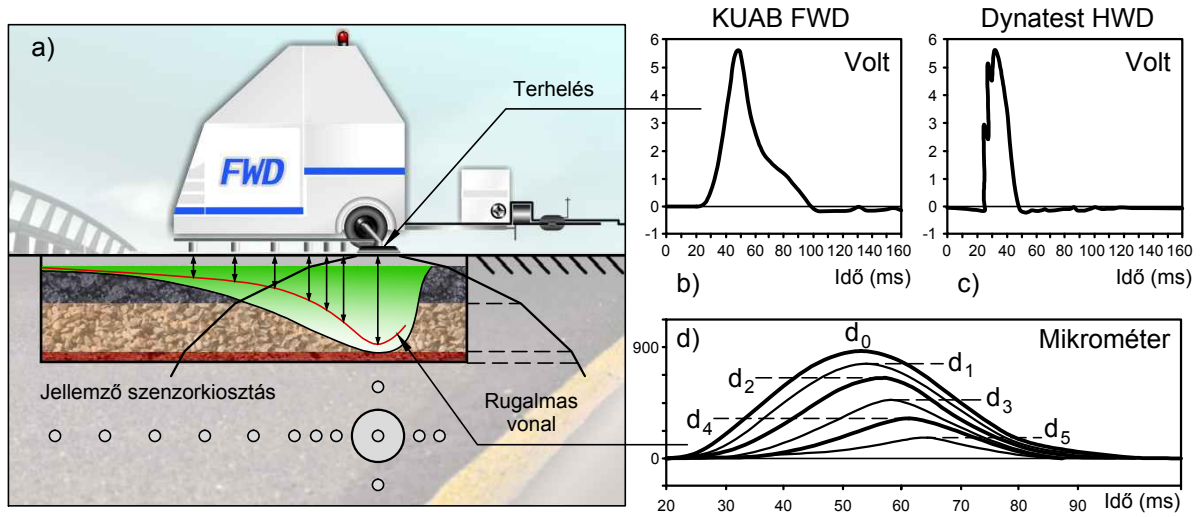 a)
FWD
Terhelés
Jellemző szenzorkiosztás
Rugalmas
vonal
KUAB FWD
6
5
4
3
2
1
0
-1
Volt
0 20 40 60 80 100 120 140 160
b)
Idő (ms)
Dynatest HWD
6
5
4
3
2
1
0
-1
Volt
0 20 40 60 80 100 120 140 160
c)
Idő (ms)
d)
Mikrométer
900
0
d0
d1
d2
d3
d4
d5
20 30 40 50 60 70 80 90 Idő (ms)